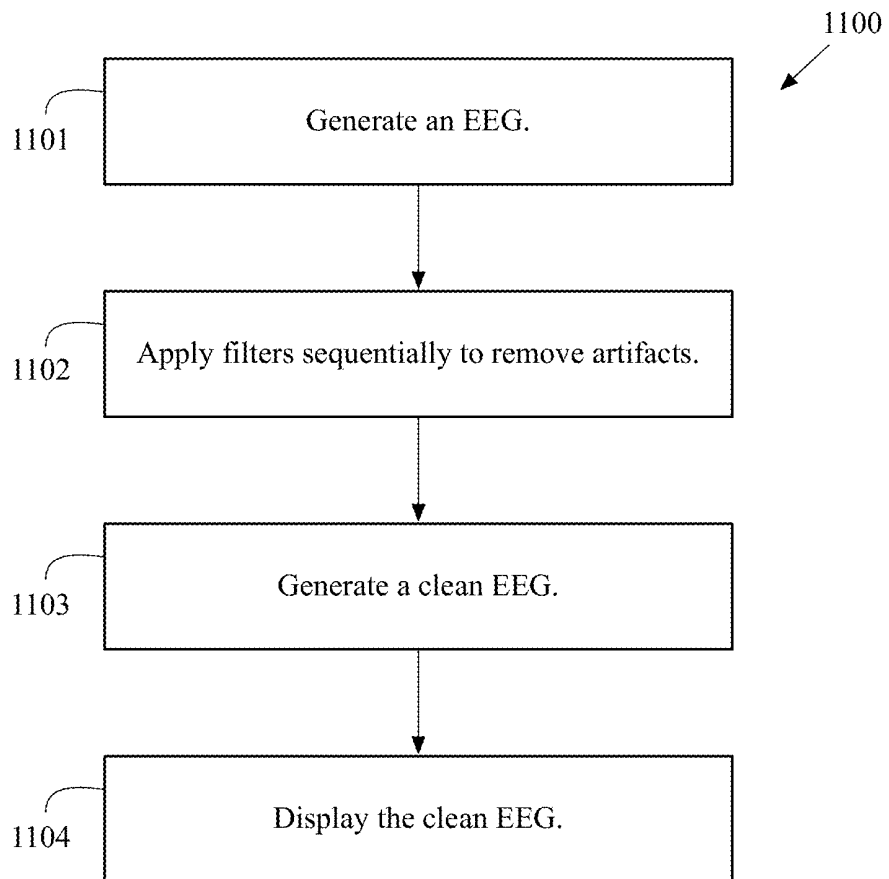 1100
Generate an EEG.
1101
Apply filters sequentially to remove artifacts.
1102
Generate a clean EEG.
1103
Display the clean EEG.
1104